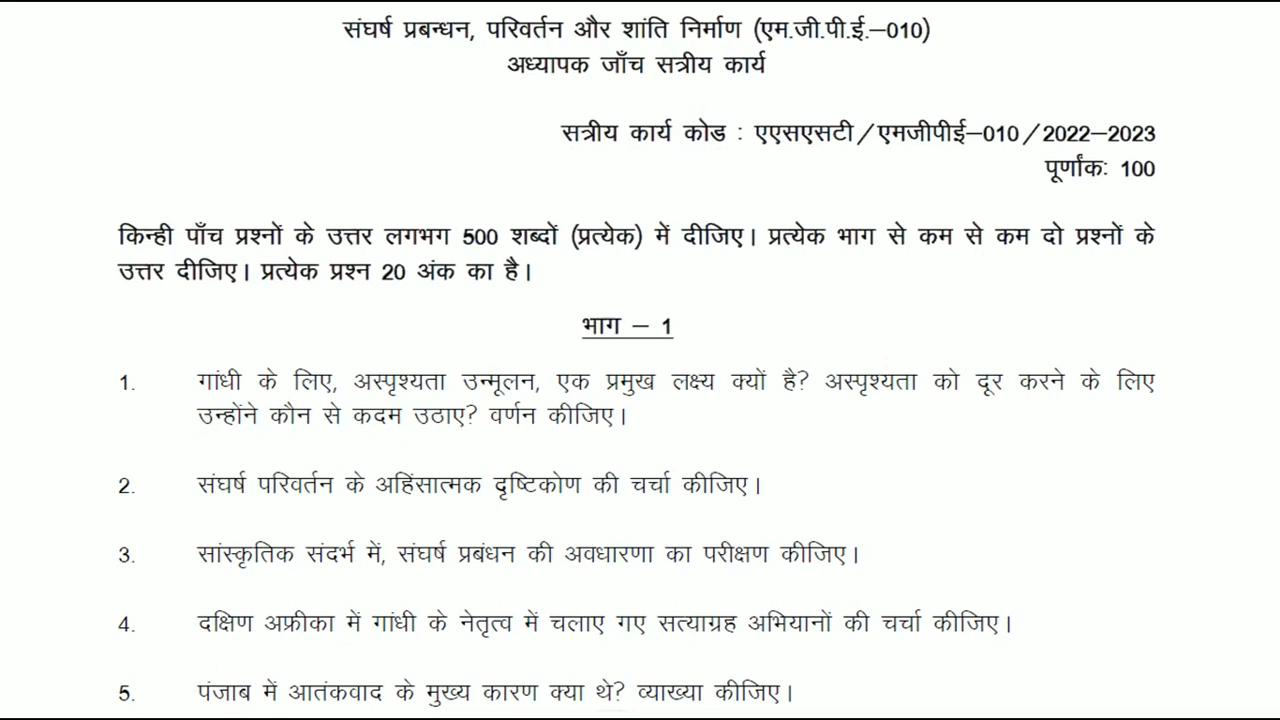 संघर्ष प्रबन्धन, परिवर्तन और शांति निर्माण (एम.जी.पी.ई.–010)
अध्यापक जाँच सत्रीय कार्य
सत्रीय कार्य कोड : एएसएसटी/एमजीपीई–010/2022–2023
पूर्णांक: 100
किन्ही पाँच प्रश्नों के उत्तर लगभग 500 शब्दों (प्रत्येक) में दीजिए। प्रत्येक भाग से कम से कम दो प्रश्नों के
उत्तर दीजिए। प्रत्येक प्रश्न 20 अंक का है।
भाग – 1
1. गांधी के लिए, अस्पृश्यता उन्मूलन, एक प्रमुख लक्ष्य क्यों है? अस्पृश्यता को दूर करने के लिए
उन्होंने कौन से कदम उठाए? वर्णन कीजिए।
2. संघर्ष परिवर्तन के अहिंसात्मक दृष्टिकोण की चर्चा कीजिए।
3. सांस्कृतिक संदर्भ में, संघर्ष प्रबंधन की अवधारणा का परीक्षण कीजिए।
4. दक्षिण अफ्रीका में गांधी के नेतृत्व में चलाए गए सत्याग्रह अभियानों की चर्चा कीजिए।
5. पंजाब में आतंकवाद के मुख्य कारण क्या थे? व्याख्या कीजिए।